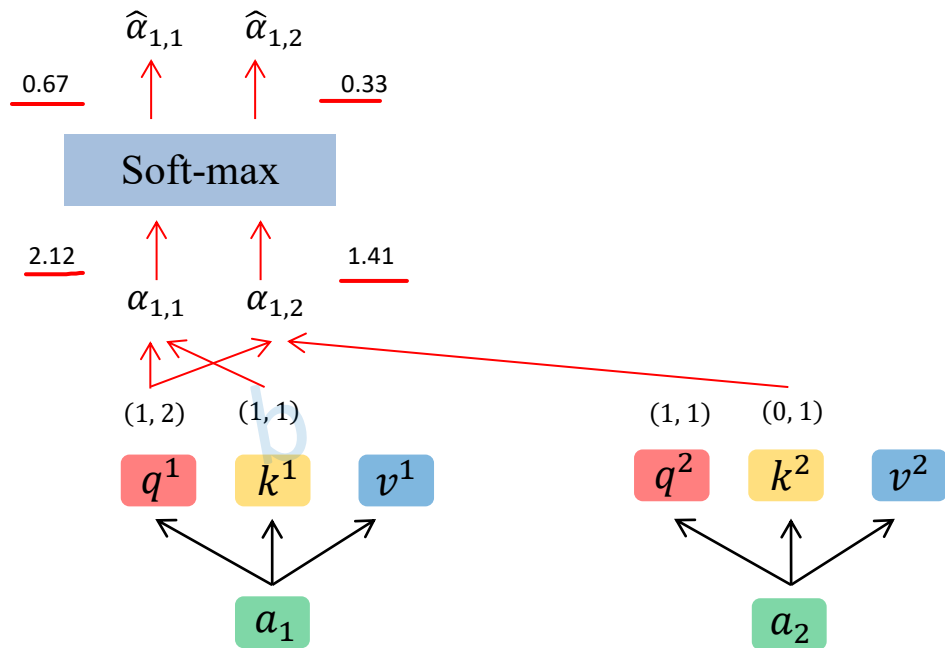 α̂₁,₁ α̂₁,₂
0.67 0.33
Soft-max
2.12 1.41
α₁,₁ α₁,₂
(1, 2) (1, 1) (1, 1) (0, 1)
b
q¹ k¹ v¹ q² k² v²
a₁ a₂